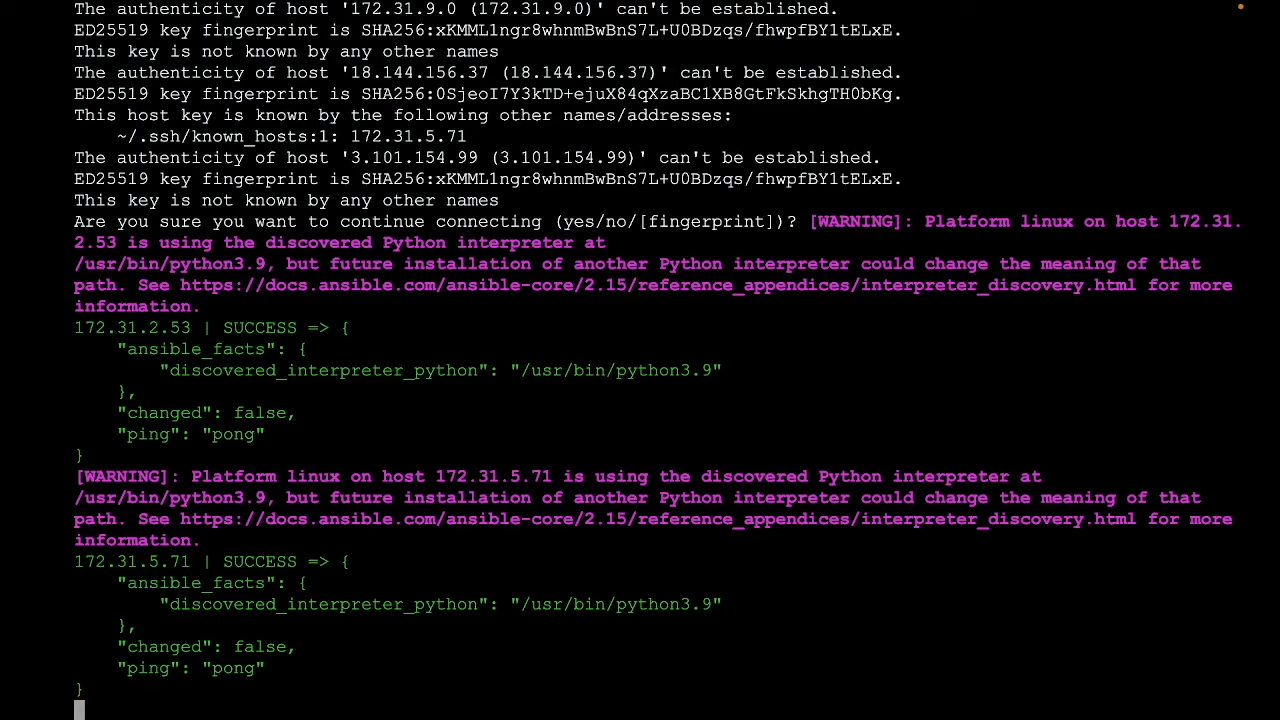 The authenticity of host '172.31.9.0 (172.31.9.0)' can't be established.
ED25519 key fingerprint is SHA256:xKMML1ngr8whnmBwBnS7L+U0BDzqs/fhwpfBY1tELxE.
This key is not known by any other names
The authenticity of host '18.144.156.37 (18.144.156.37)' can't be established.
ED25519 key fingerprint is SHA256:0SjeoI7Y3kTD+ejuX84qXzaBC1XB8GtFkSkhgTH0bKg.
This host key is known by the following other names/addresses:
    ~/.ssh/known_hosts:1: 172.31.5.71
The authenticity of host '3.101.154.99 (3.101.154.99)' can't be established.
ED25519 key fingerprint is SHA256:xKMML1ngr8whnmBwBnS7L+U0BDzqs/fhwpfBY1tELxE.
This key is not known by any other names
Are you sure you want to continue connecting (yes/no/[fingerprint])? [WARNING]: Platform linux on host 172.31.
2.53 is using the discovered Python interpreter at
/usr/bin/python3.9, but future installation of another Python interpreter could change the meaning of that
path. See https://docs.ansible.com/ansible-core/2.15/reference_appendices/interpreter_discovery.html for more
information.
172.31.2.53 | SUCCESS => {
    "ansible_facts": {
        "discovered_interpreter_python": "/usr/bin/python3.9"
    },
    "changed": false,
    "ping": "pong"
}
[WARNING]: Platform linux on host 172.31.5.71 is using the discovered Python interpreter at
/usr/bin/python3.9, but future installation of another Python interpreter could change the meaning of that
path. See https://docs.ansible.com/ansible-core/2.15/reference_appendices/interpreter_discovery.html for more
information.
172.31.5.71 | SUCCESS => {
    "ansible_facts": {
        "discovered_interpreter_python": "/usr/bin/python3.9"
    },
    "changed": false,
    "ping": "pong"
}